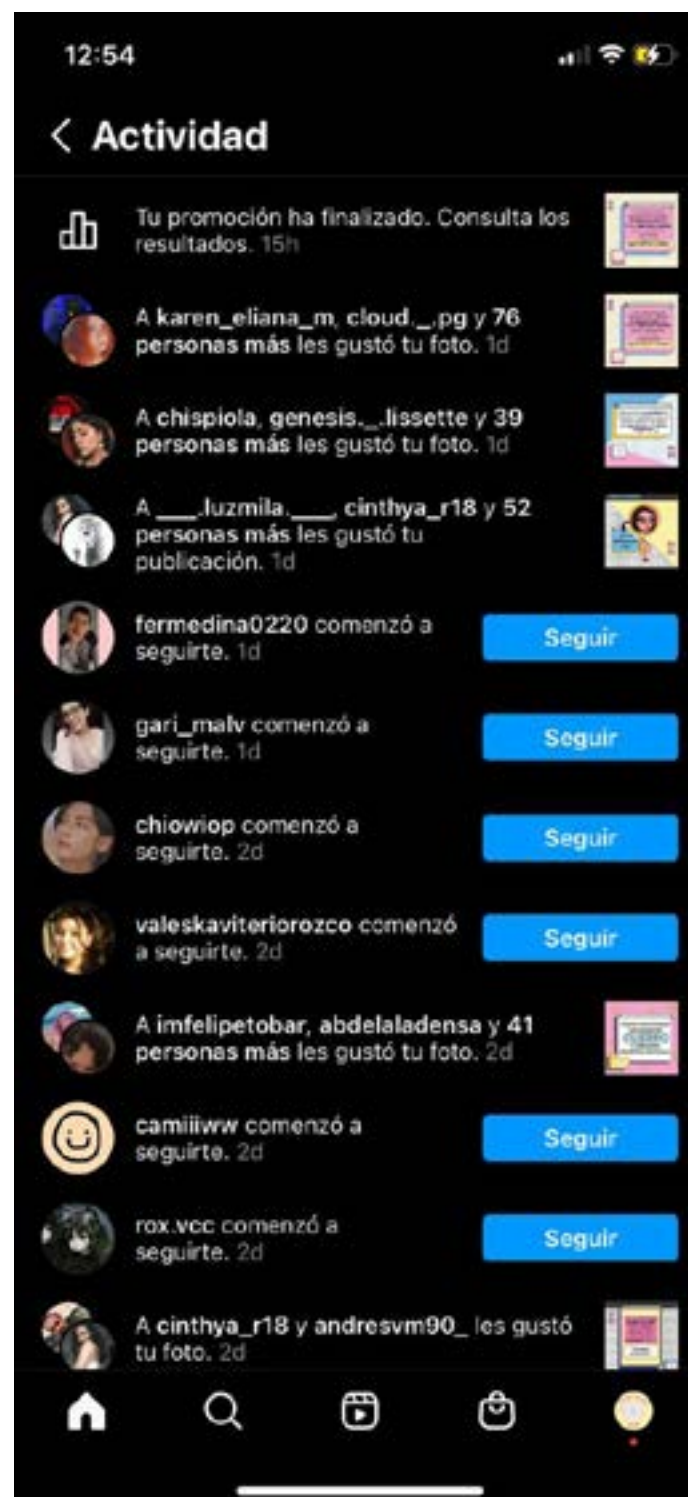 12:54
Actividad
Tu promoción ha finalizado. Consulta los
resultados. 15h
A karen_eliana_m, cloud._.pg y 76
personas más les gustó tu foto. 1d
A chispiola, genesis._.lissette y 39
personas más les gustó tu foto. 1d
A ____.luzmila.____, cinthya_r18 y 52
personas más les gustó tu
publicación. 1d
fermedina0220 comenzó a
seguirte. 1d
Seguir
gari_malv comenzó a
seguirte. 1d
Seguir
chiowiop comenzó a
seguirte. 2d
Seguir
valeskaviteriorozco comenzó
a seguirte. 2d
Seguir
A imfelipetobar, abdelaladensa y 41
personas más les gustó tu foto. 2d
camiiiww comenzó a
seguirte. 2d
Seguir
rox.vcc comenzó a
seguirte. 2d
Seguir
A cinthya_r18 y andresvm90_ les gustó
tu foto. 2d